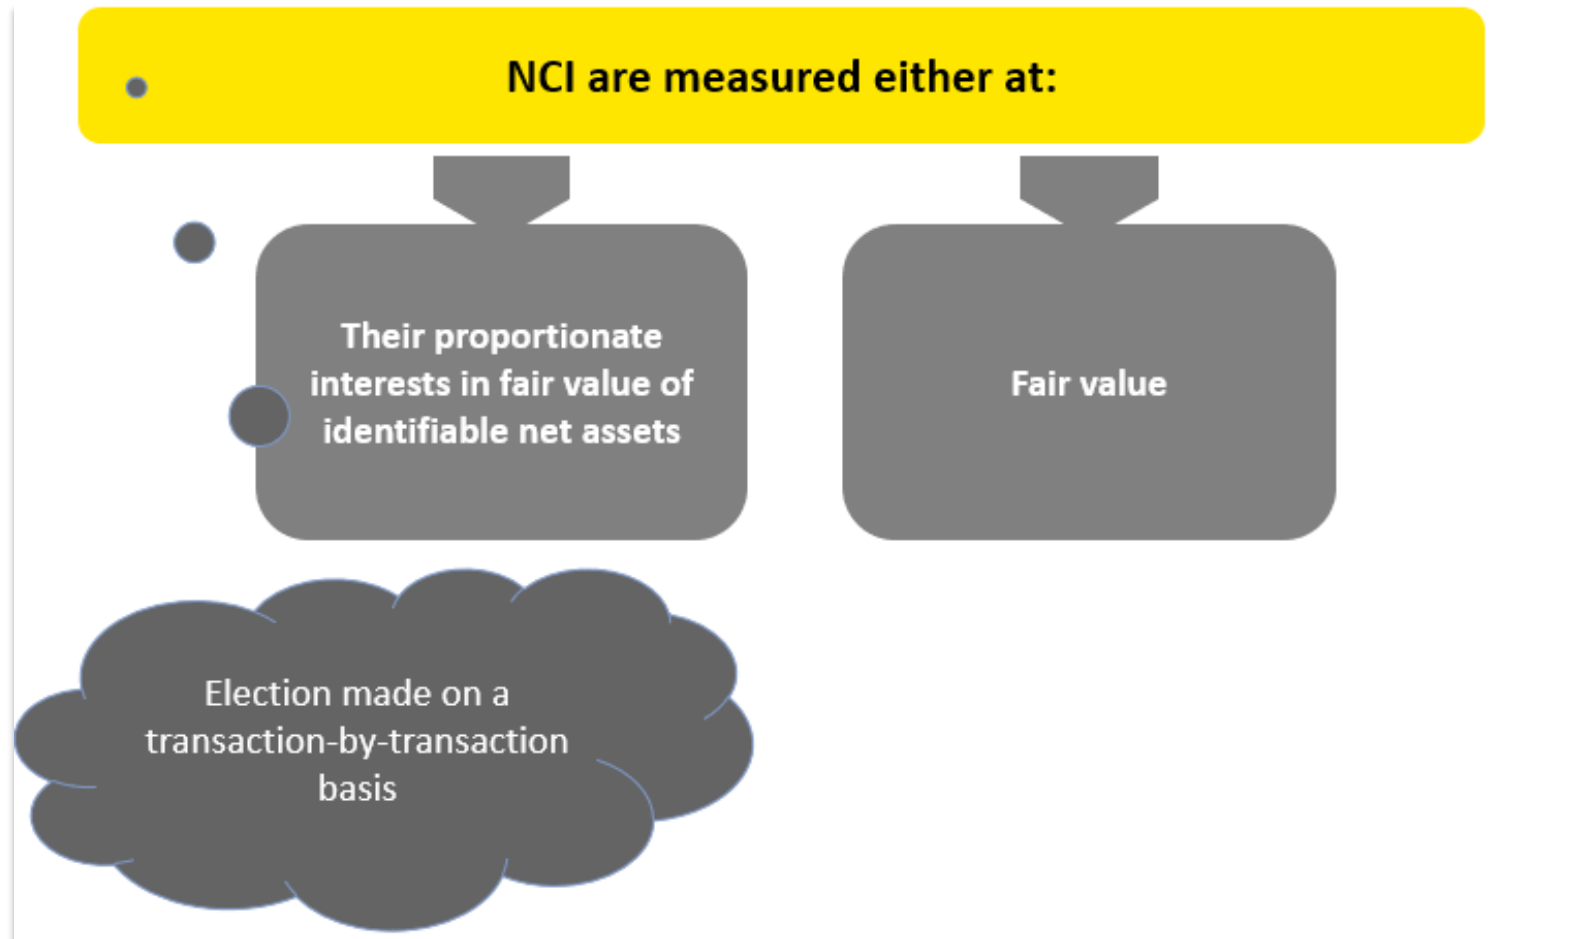 NCI are measured either at:
Their proportionate
interests in fair value of
identifiable net assets
Fair value
Election made on a
transaction-by-transaction
basis